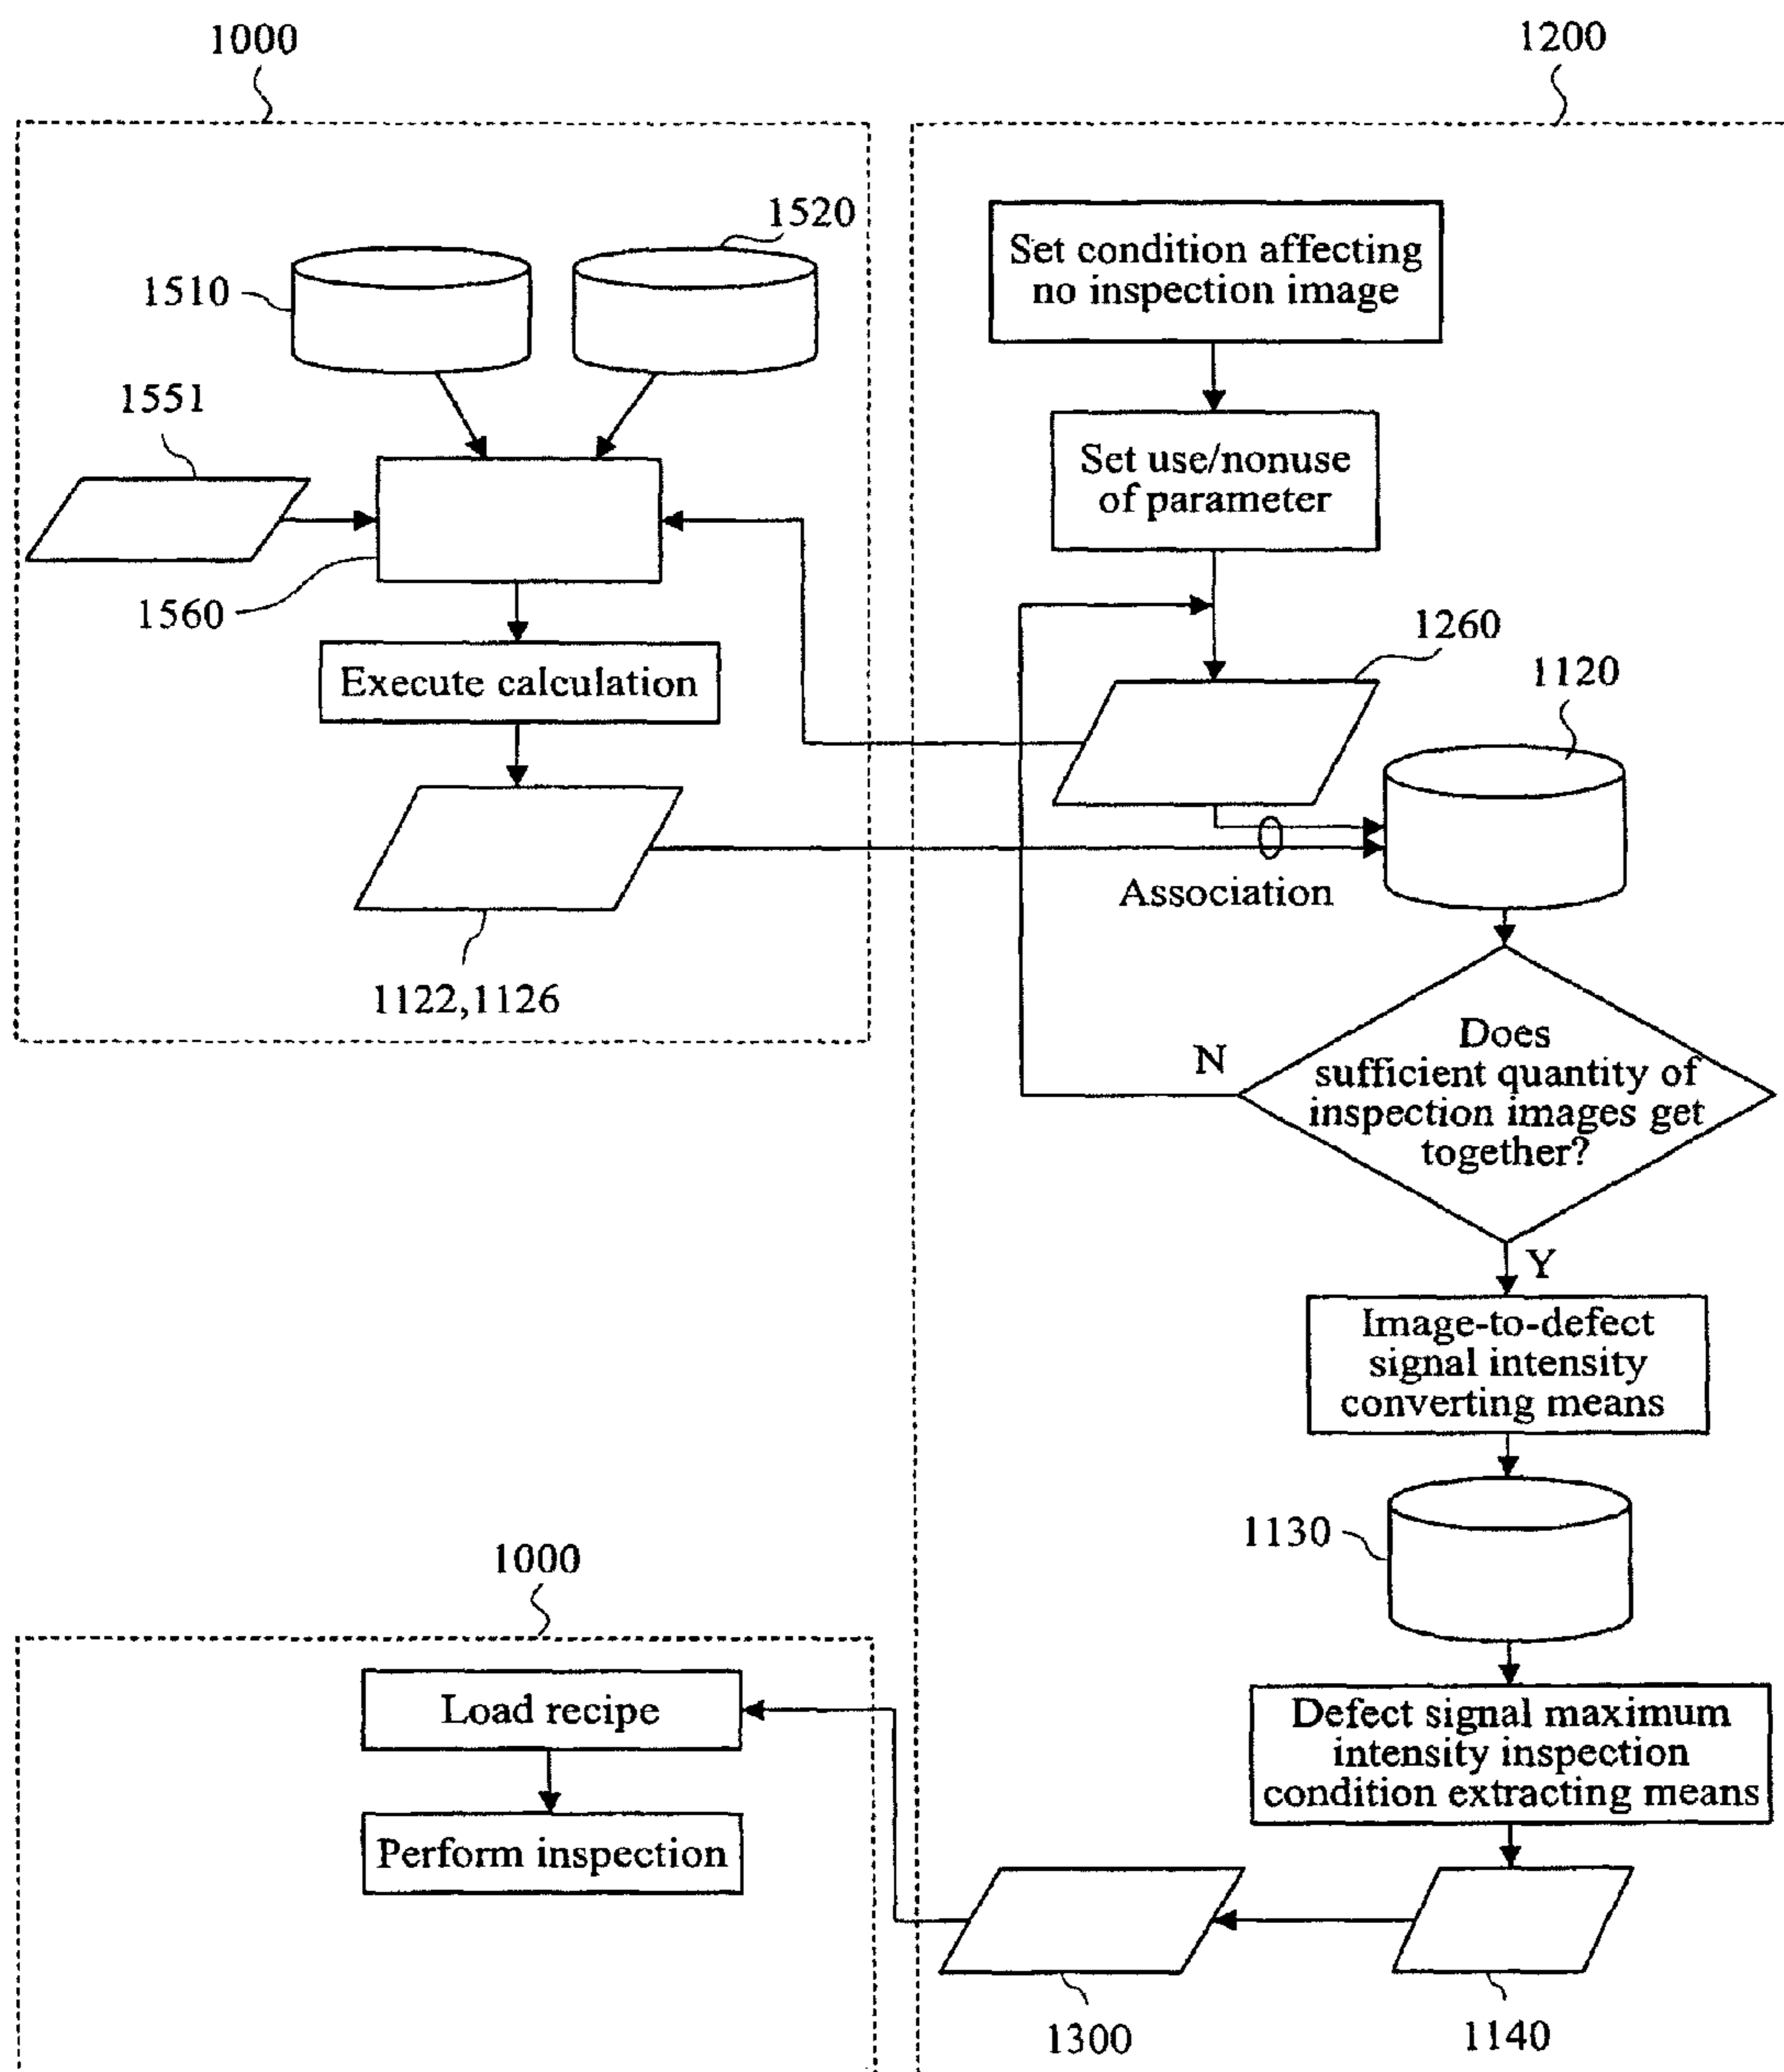 1000
1200
1520
1510
1551
1560
Execute calculation
1122,1126
Set condition affecting
no inspection image
Set use/nonuse
of parameter
1260
1120
Association
Does
sufficient quantity of
inspection images get
together?
N
Y
Image-to-defect
signal intensity
converting means
1130
Defect signal maximum
intensity inspection
condition extracting means
1140
1300
1000
Load recipe
Perform inspection